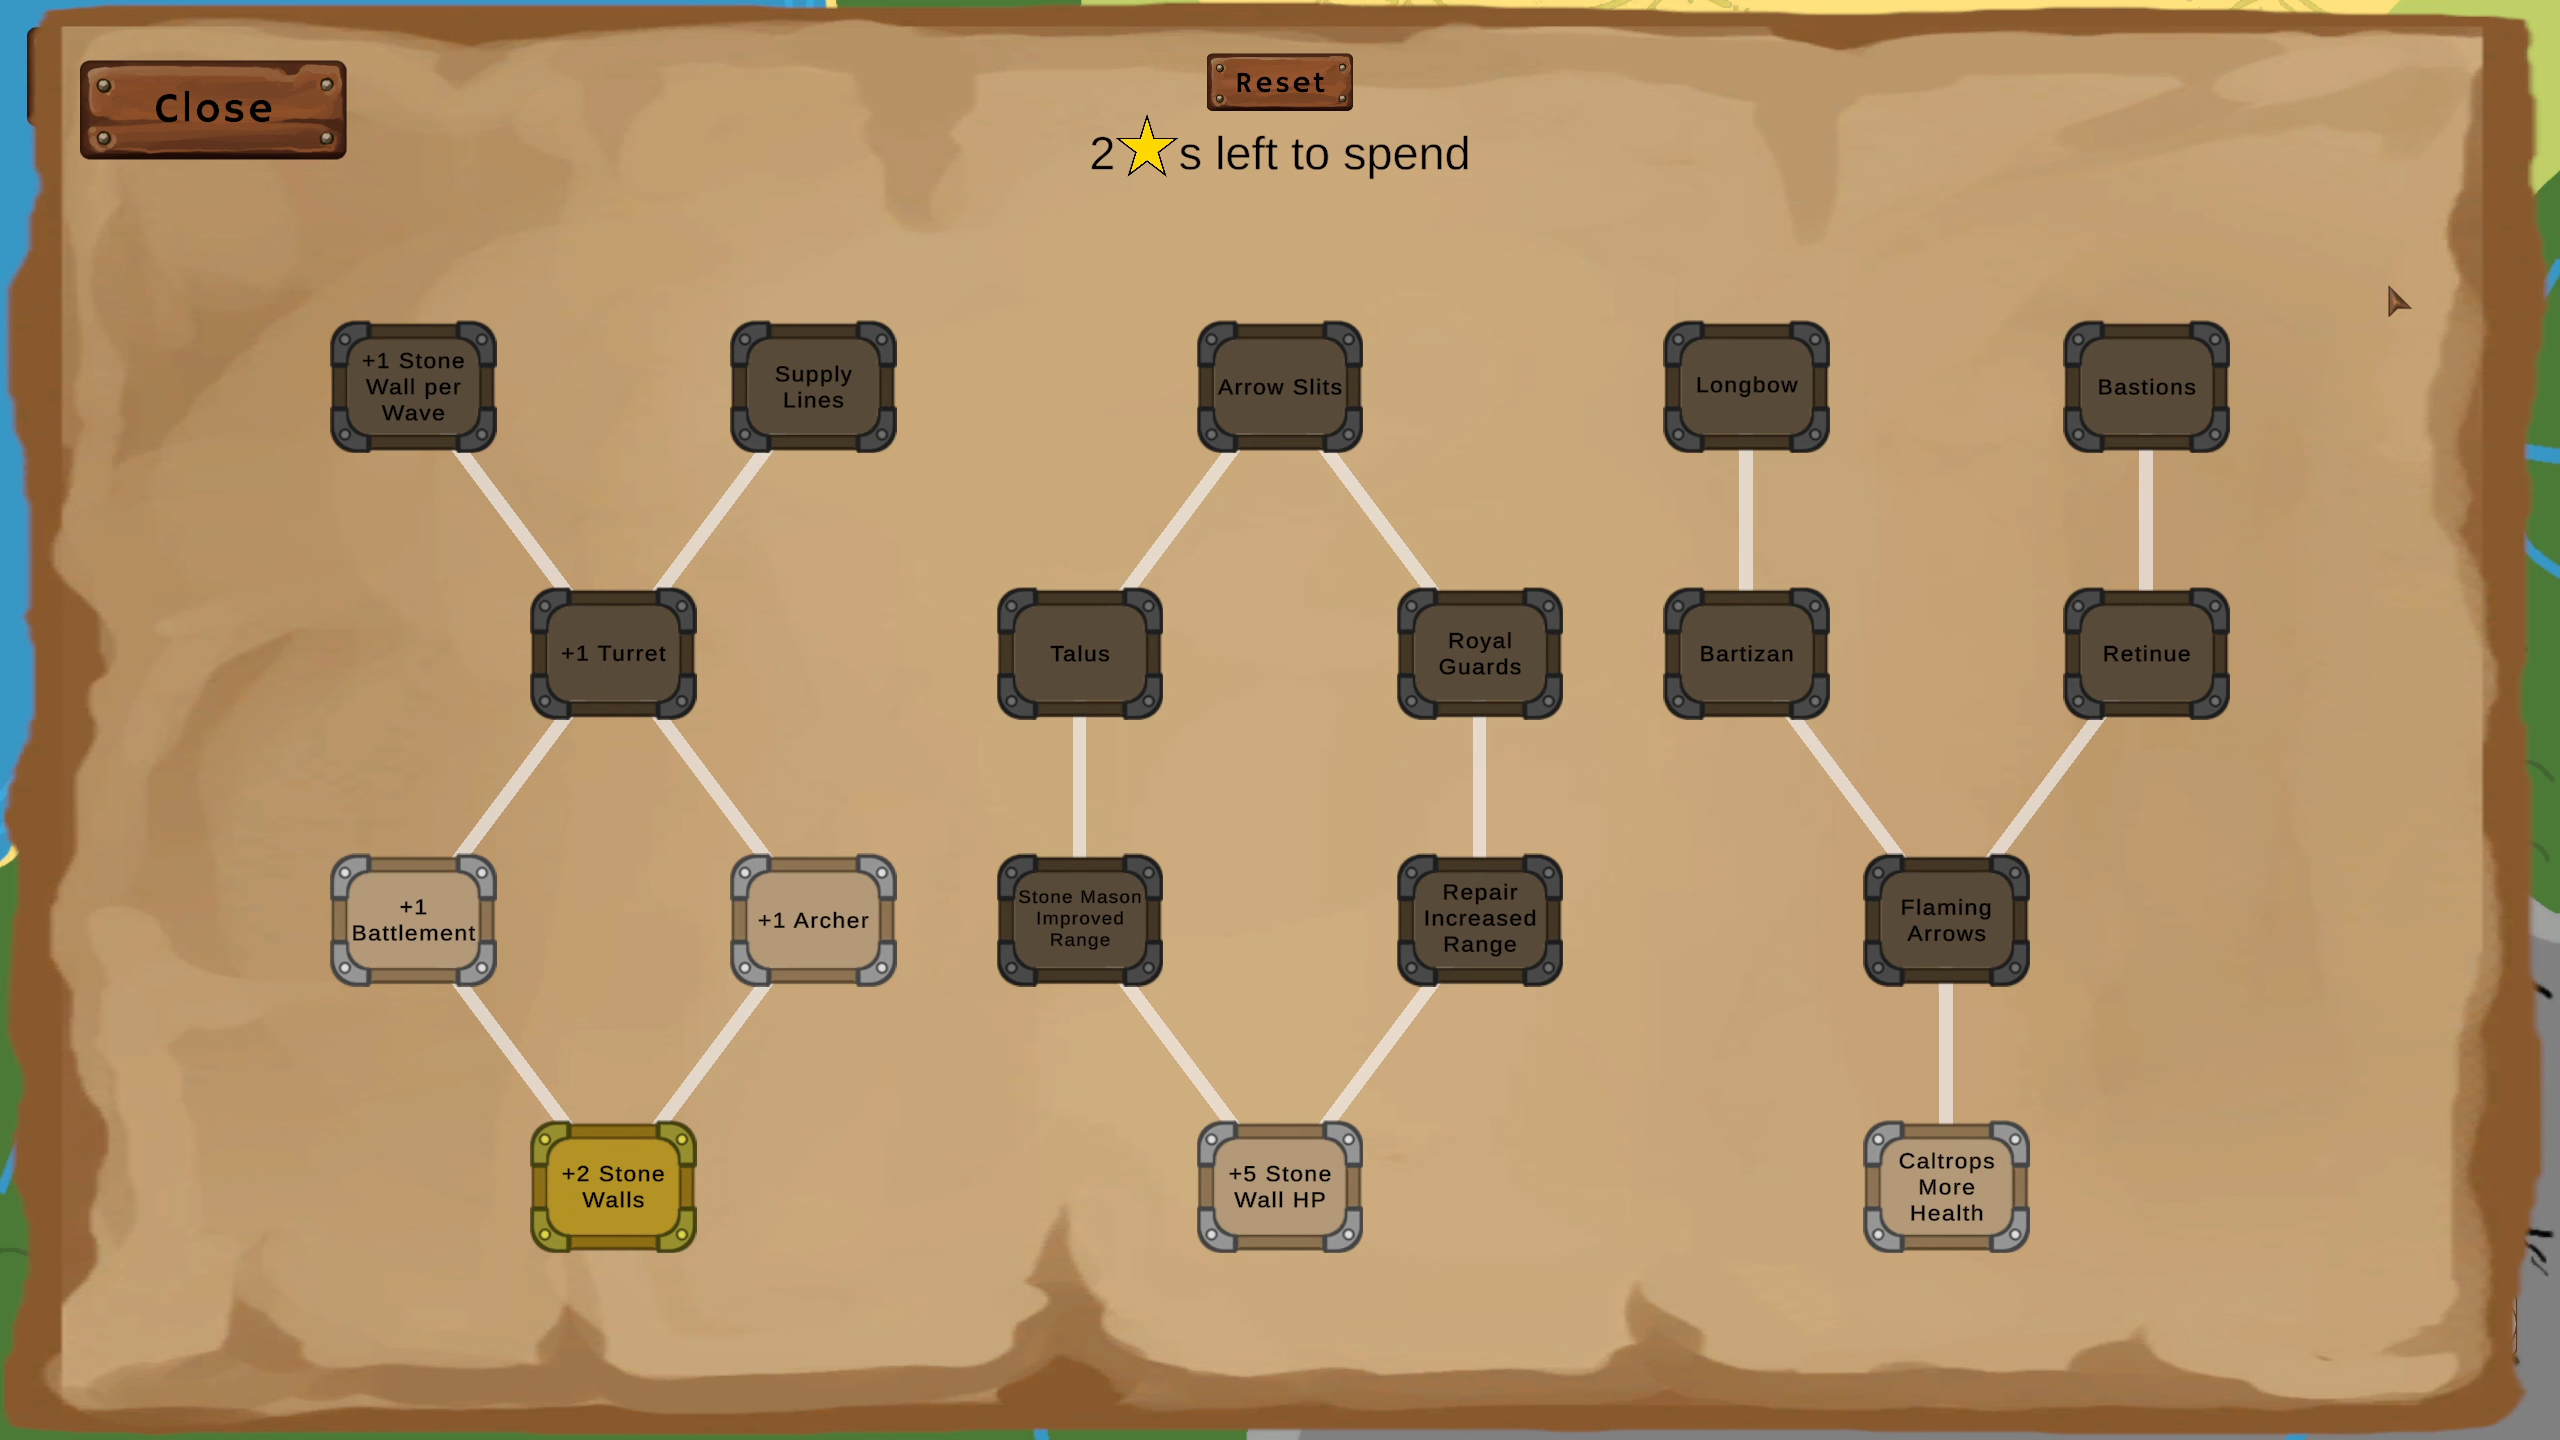 Close
Reset
2 s left to spend
+1 Stone
Wall per
Wave
Supply
Lines
Arrow Slits
Longbow
Bastions
+1 Turret
Talus
Royal
Guards
Bartizan
Retinue
+1
Battlement
+1 Archer
Stone Mason
Improved
Range
Repair
Increased
Range
Flaming
Arrows
+2 Stone
Walls
+5 Stone
Wall HP
Caltrops
More
Health